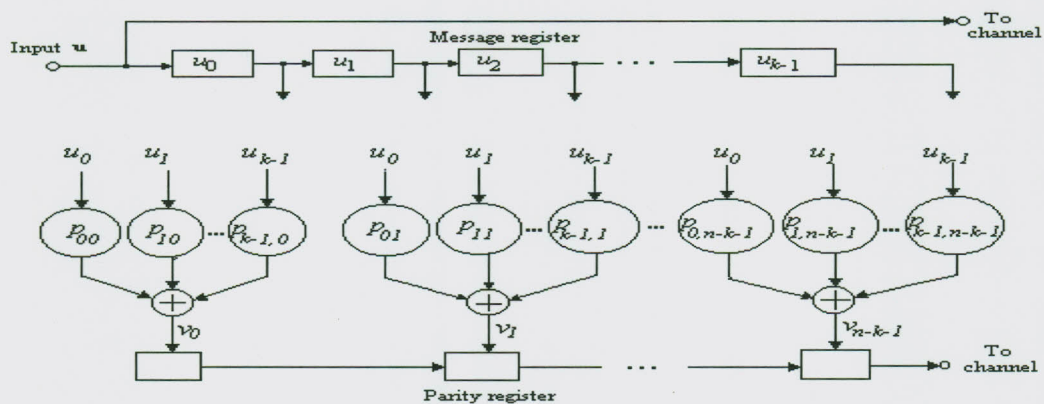 To
channel
Input u
Message register
u0 u1 u2 ... uk-1
u0 u1 uk-1 u0 u1 uk-1 u0 u1 uk-1
p00 p10 ... pk-1,0 p01 p11 ... pk-1,1 ... p0,n-k-1 p1,n-k-1 ... pk-1,n-k-1
+ + +
v0 v1 vn-k-1
...
To
channel
Parity register